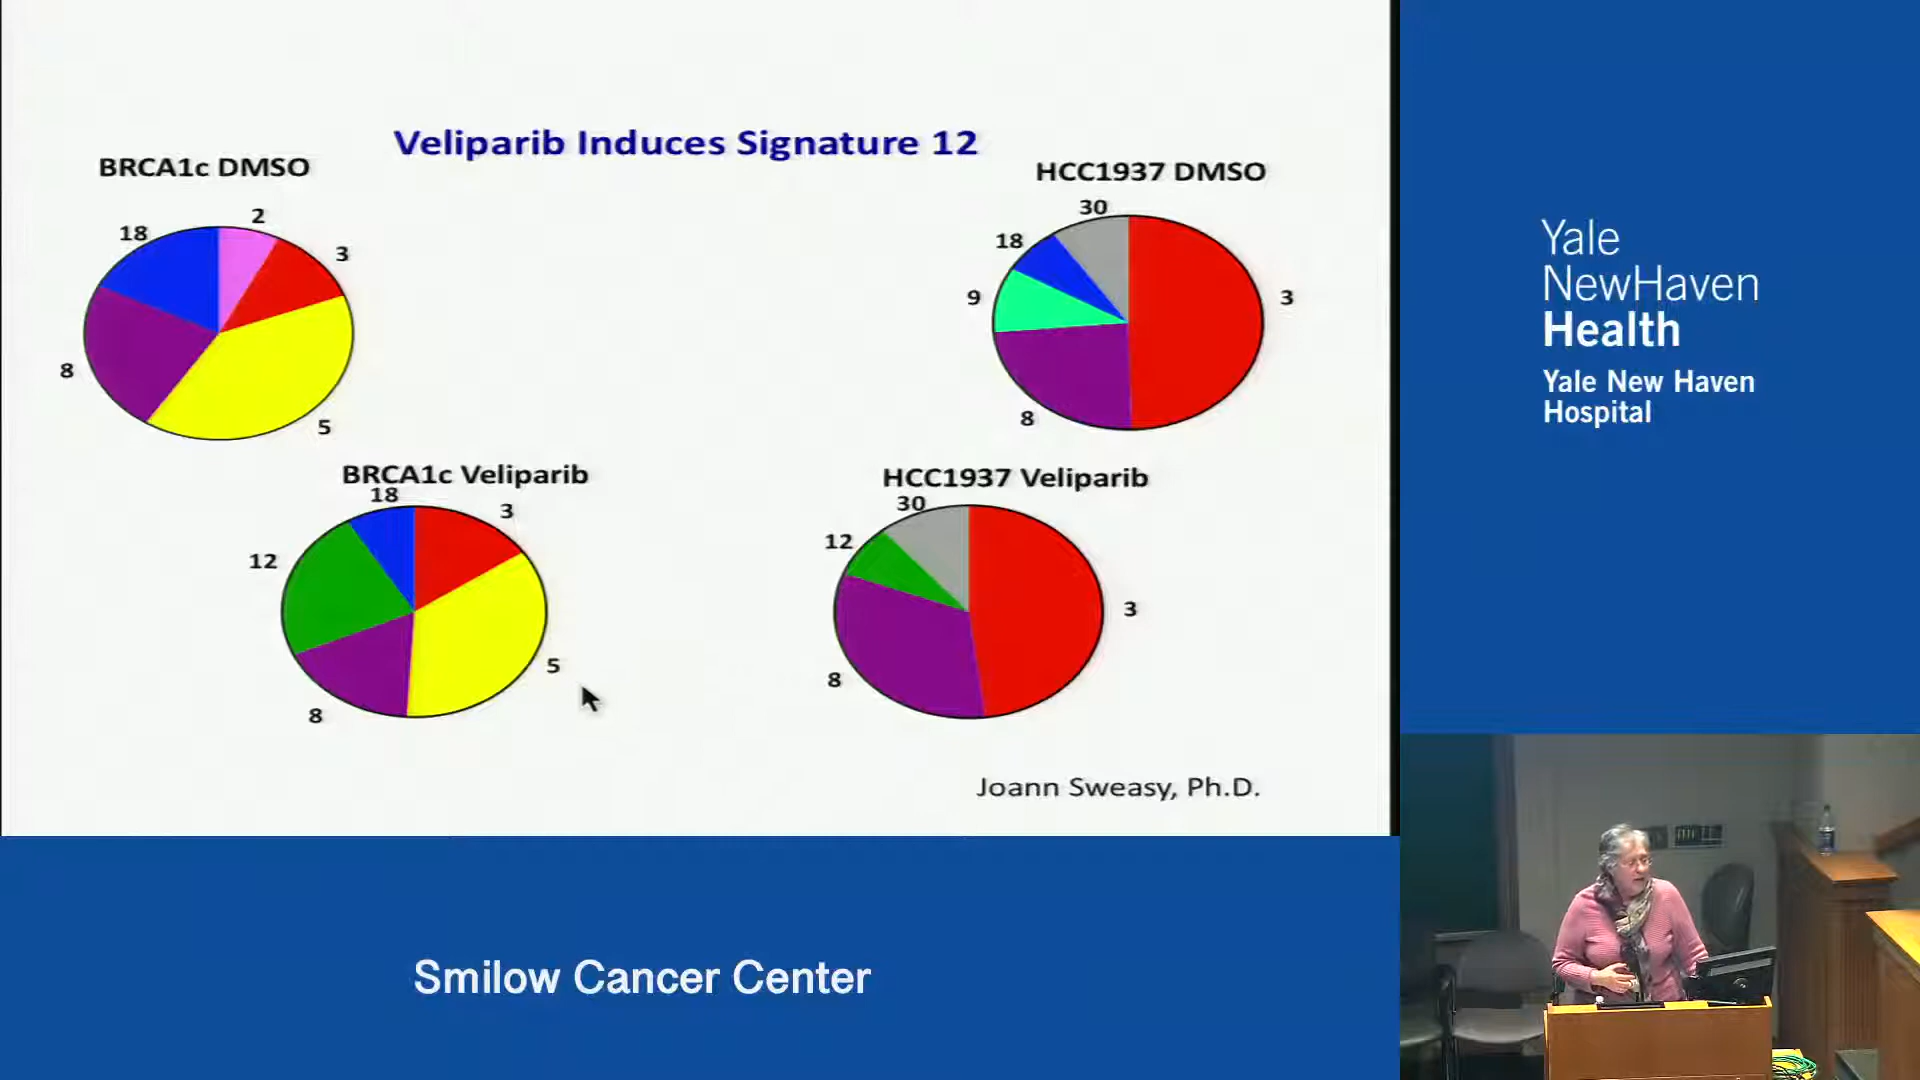 Veliparib Induces Signature 12
BRCA1c DMSO
2
18
3
8
5
HCC1937 DMSO
30
18
9
3
8
BRCA1c Veliparib
18
3
12
5
8
HCC1937 Veliparib
30
12
3
8
Joann Sweasy, Ph.D.
Yale
NewHaven
Health
Yale New Haven
Hospital
Smilow Cancer Center